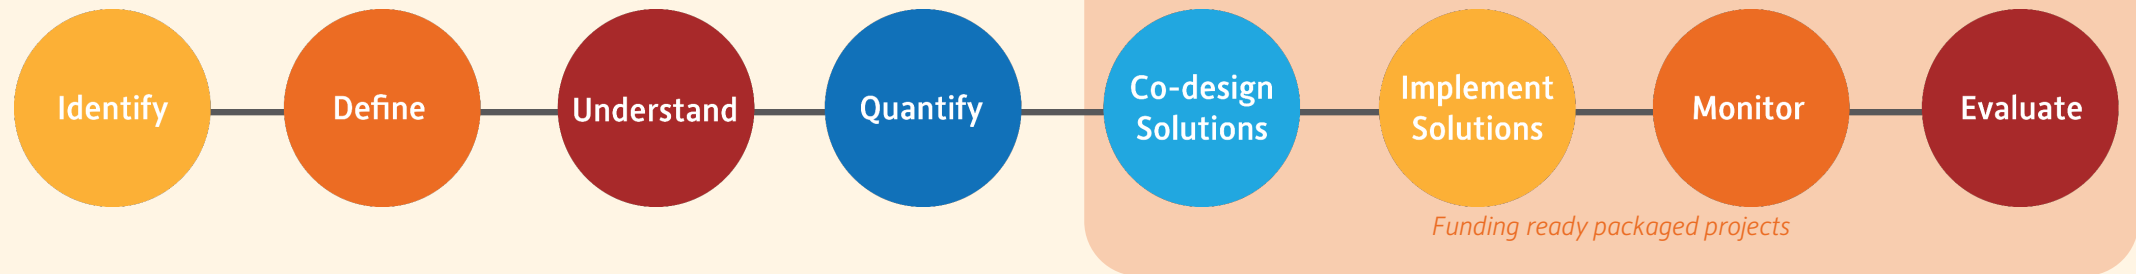 Identify
Define
Understand
Quantify
Co-design
Solutions
Implement
Solutions
Monitor
Evaluate
Funding ready packaged projects